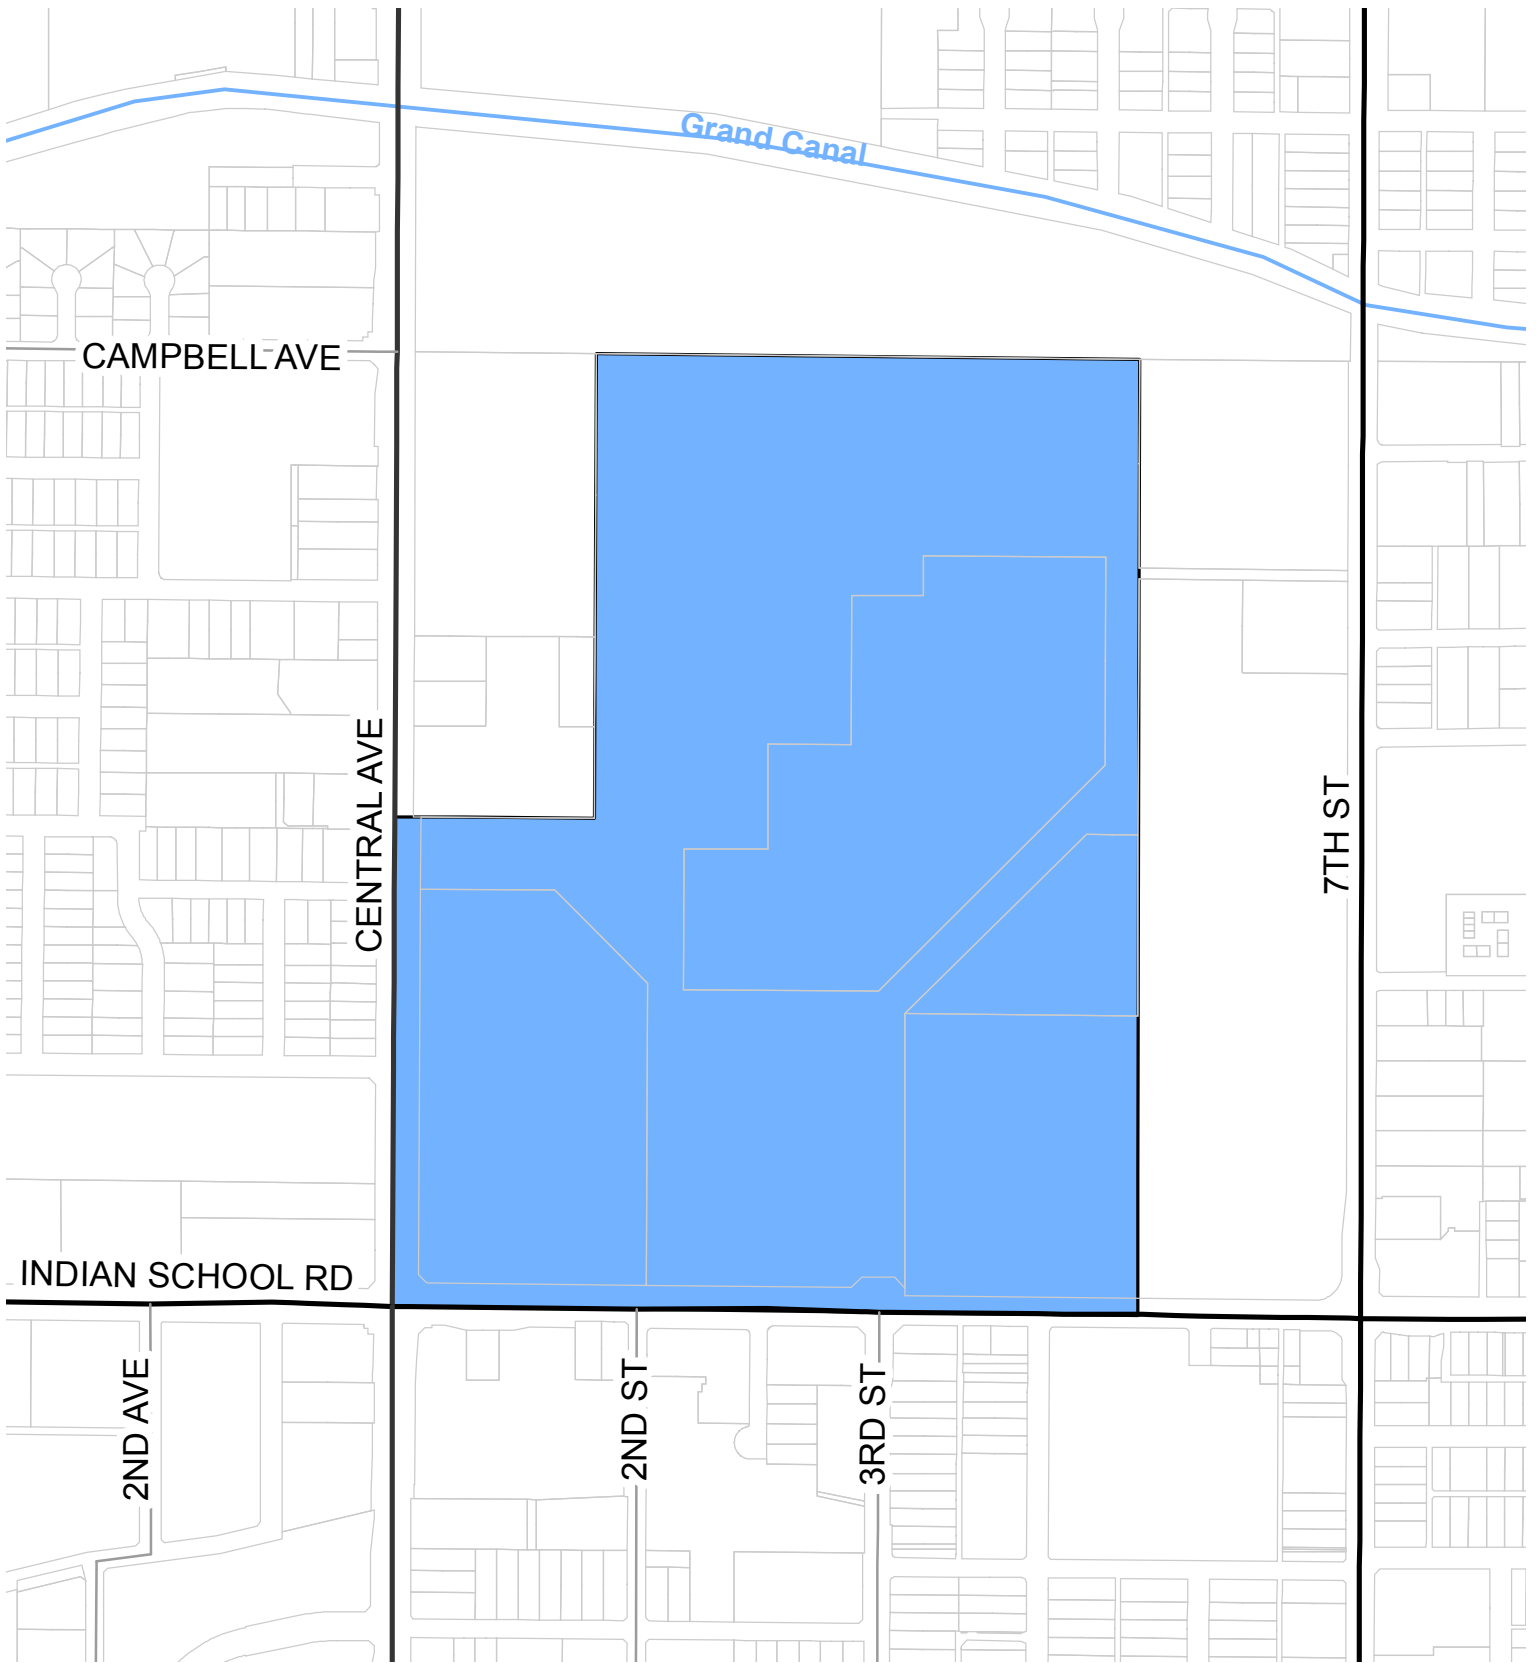 Grand Canal
CAMPBELL AVE
CENTRAL AVE
7TH ST
INDIAN SCHOOL RD
2ND AVE
2ND ST
3RD ST